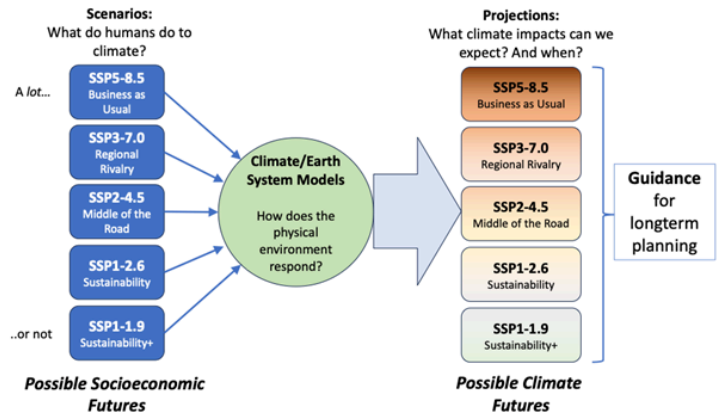 Scenarios:
What do humans do to
climate?
A lot...
SSP5-8.5
Business as
Usual
SSP3-7.0
Regional
Rivalry
SSP2-4.5
Middle of the
Road
SSP1-2.6
Sustainability
..or not
SSP1-1.9
Sustainability+
Possible Socioeconomic
Futures
Climate/Earth
System Models
How does the
physical
environment
respond?
Projections:
What climate impacts can we
expect? And when?
SSP5-8.5
Business as Usual
SSP3-7.0
Regional Rivalry
SSP2-4.5
Middle of the Road
SSP1-2.6
Sustainability
SSP1-1.9
Sustainability+
Possible Climate
Futures
Guidance
for
longterm
planning